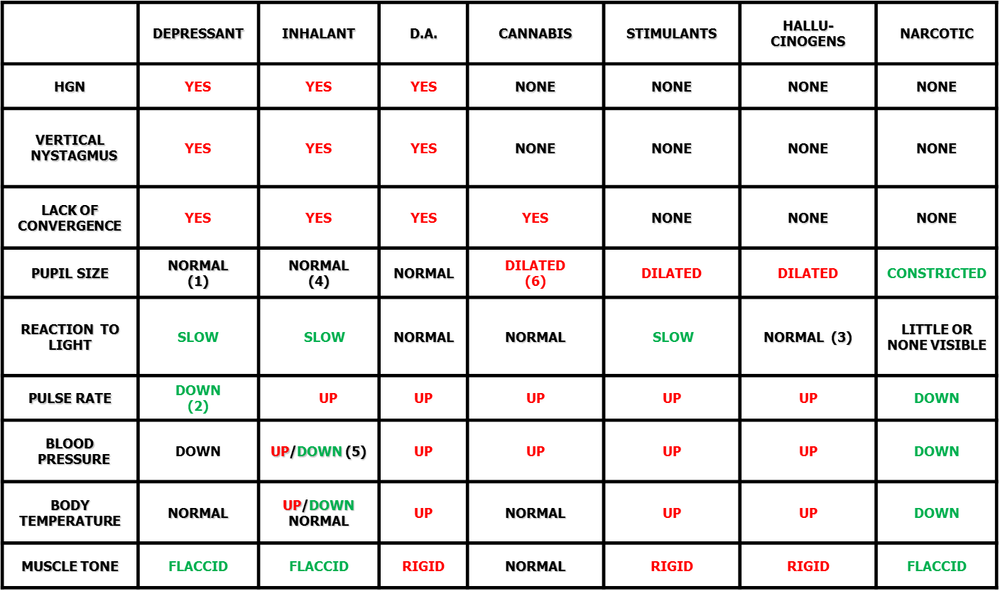 DEPRESSANT INHALANT D.A. CANNABIS STIMULANTS HALLU-
CINOGENS NARCOTIC
HGN YES YES YES NONE NONE NONE NONE
VERTICAL
NYSTAGMUS YES YES YES NONE NONE NONE NONE
LACK OF
CONVERGENCE YES YES YES YES NONE NONE NONE
PUPIL SIZE NORMAL
(1) NORMAL
(4) NORMAL DILATED
(6) DILATED DILATED CONSTRICTED
REACTION TO
LIGHT SLOW SLOW NORMAL NORMAL SLOW NORMAL (3) LITTLE OR
NONE VISIBLE
PULSE RATE DOWN
(2) UP UP UP UP UP DOWN
BLOOD
PRESSURE DOWN UP/DOWN (5) UP UP UP UP DOWN
BODY
TEMPERATURE NORMAL UP/DOWN
NORMAL UP NORMAL UP UP DOWN
MUSCLE TONE FLACCID FLACCID RIGID NORMAL RIGID RIGID FLACCID